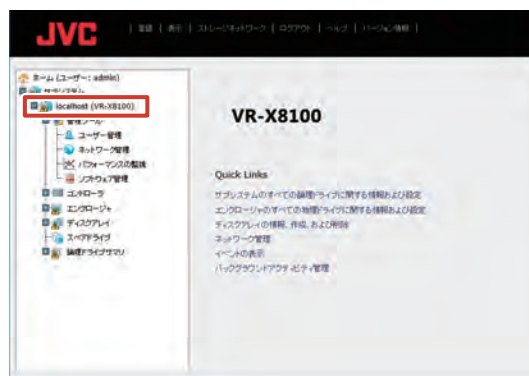 JVC
| 言語 | 表示 | ストレージネットワーク | ログアウト | ヘルプ | バージョン情報 |
ホーム (ユーザー: admin)
サブシステム
localhost (VR-X8100)
管理ツール
ユーザー管理
ネットワーク管理
パフォーマンスの監視
ソフトウェア管理
コントローラ
エンクロージャ
ディスクアレイ
スペアドライブ
論理ドライブサマリ
VR-X8100
Quick Links
サブシステムのすべての論理ドライブに関する情報および設定
エンクロージャのすべての物理ドライブに関する情報および設定
ディスクアレイの情報、作成、および削除
ネットワーク管理
イベントの表示
バックグラウンドアクティビティ管理